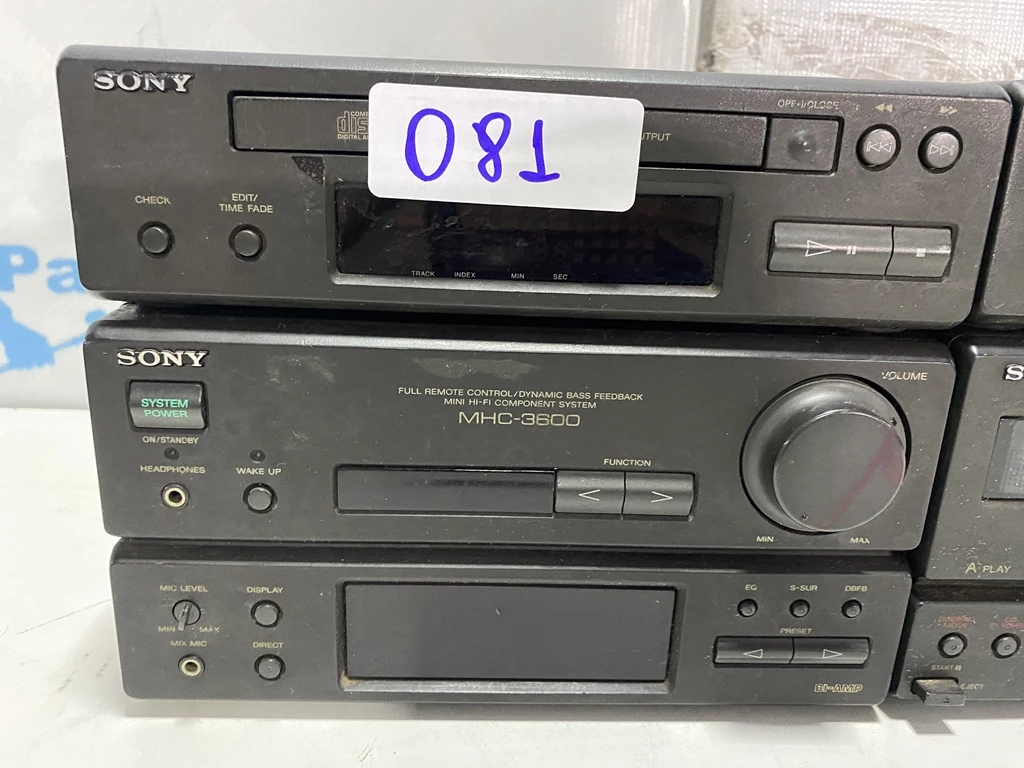 SONY
OPEN/CLOSE
081
CHECK
EDIT/
TIME FADE
TRACK INDEX MIN SEC
SONY
VOLUME
SYSTEM
POWER
ON/STANDBY
FULL REMOTE CONTROL/DYNAMIC BASS FEEDBACK
MINI HI-FI COMPONENT SYSTEM
MHC-3600
HEADPHONES
WAKE UP
FUNCTION
MIN MAX
MIC LEVEL
DISPLAY
MIN MAX
MIX MIC
DIRECT
EQ S-SUR DBFB
PRESET
BI-AMP
A PLAY
START
EJECT
Pa